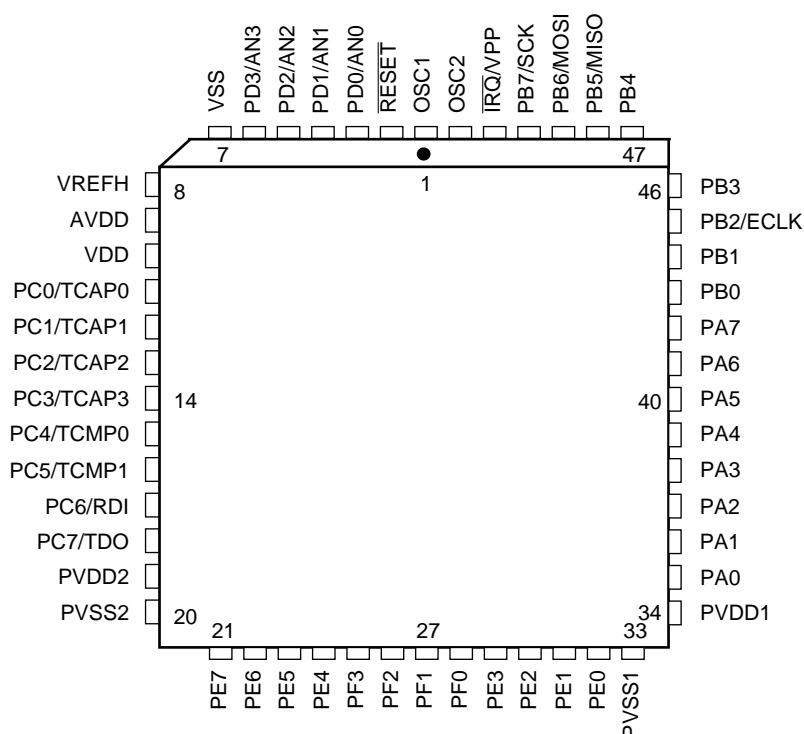 VSS
PD3/AN3
PD2/AN2
PD1/AN1
PD0/AN0
RESET
OSC1
OSC2
IRQ/VPP
PB7/SCK
PB6/MOSI
PB5/MISO
PB4
7
47
VREFH
8
1
46
PB3
AVDD
PB2/ECLK
VDD
PB1
PC0/TCAP0
PB0
PC1/TCAP1
PA7
PC2/TCAP2
PA6
PC3/TCAP3
14
40
PA5
PC4/TCMP0
PA4
PC5/TCMP1
PA3
PC6/RDI
PA2
PC7/TDO
PA1
PVDD2
PA0
PVSS2
20
34
PVDD1
21
27
33
PE7
PE6
PE5
PE4
PF3
PF2
PF1
PF0
PE3
PE2
PE1
PE0
PVSS1